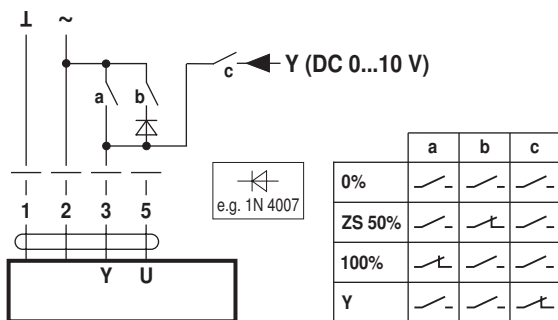 ⊥ ~
a b c Y (DC 0...10 V)
1 2 3 5
Y U
e.g. 1N 4007
a b c
0%
ZS 50%
100%
Y